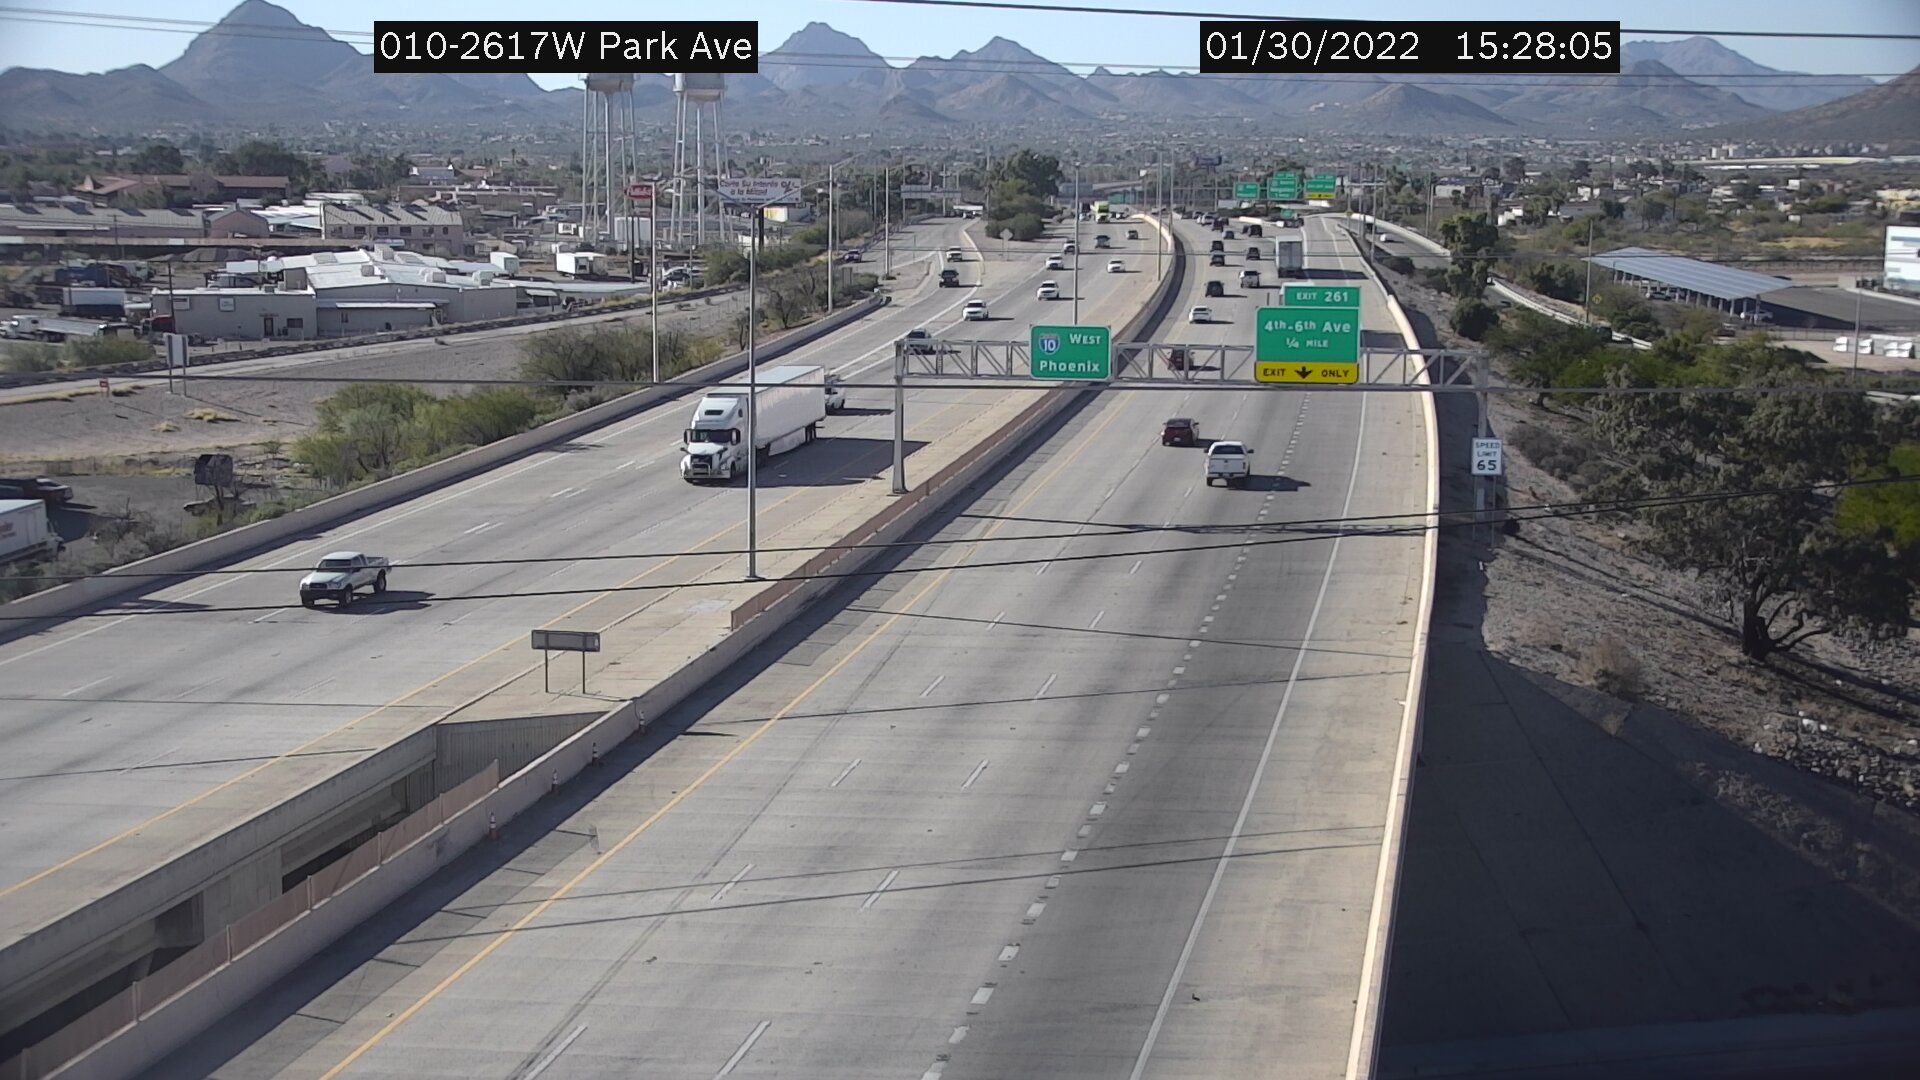 010-2617W Park Ave
01/30/2022 15:28:05
EXIT 261
4th-6th Ave
1/4 MILE
EXIT ONLY
10 WEST
Phoenix
SPEED
LIMIT
65